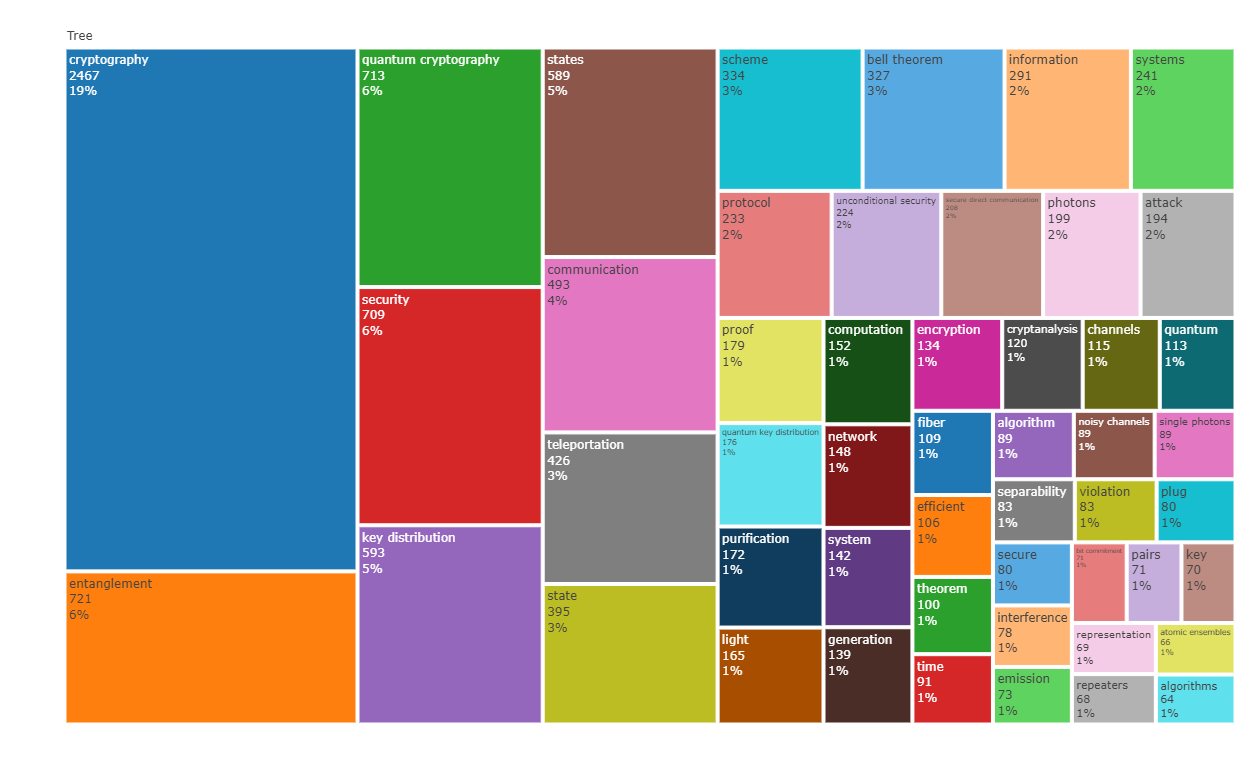 Tree
cryptography
2467
19%
entanglement
721
6%
quantum cryptography
713
6%
security
709
6%
key distribution
593
5%
states
589
5%
communication
493
4%
teleportation
426
3%
state
395
3%
scheme
334
3%
bell theorem
327
3%
information
291
2%
systems
241
2%
protocol
233
2%
unconditional security
224
2%
secure direct communication
208
2%
photons
199
2%
attack
194
2%
proof
179
1%
quantum key distribution
176
1%
purification
172
1%
light
165
1%
computation
152
1%
network
148
1%
system
142
1%
generation
139
1%
encryption
134
1%
cryptanalysis
120
1%
channels
115
1%
quantum
113
1%
fiber
109
1%
efficient
106
1%
theorem
100
1%
time
91
1%
algorithm
89
1%
noisy channels
89
1%
single photons
89
1%
separability
83
1%
violation
83
1%
plug
80
1%
secure
80
1%
interference
78
1%
emission
73
1%
bit commitment
71
1%
pairs
71
1%
key
70
1%
representation
69
1%
repeaters
68
1%
atomic ensembles
66
1%
algorithms
64
1%